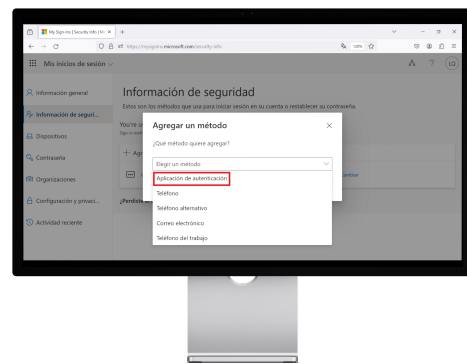 My Sign-Ins | Security Info | Mi
https://mysignins.microsoft.com/security-info
Mis inicios de sesión
?
LG
Información general
Información de seguri...
Dispositivos
Contraseña
Organizaciones
Configuración y privaci...
Actividad reciente
Información de seguridad
Estos son los métodos que usa para iniciar sesión en su cuenta o restablecer su contraseña.
You're
Agregar un método
¿Qué método quiere agregar?
Elegir un método
Aplicación de autenticación
Teléfono
Teléfono alternativo
Correo electrónico
Teléfono del trabajo